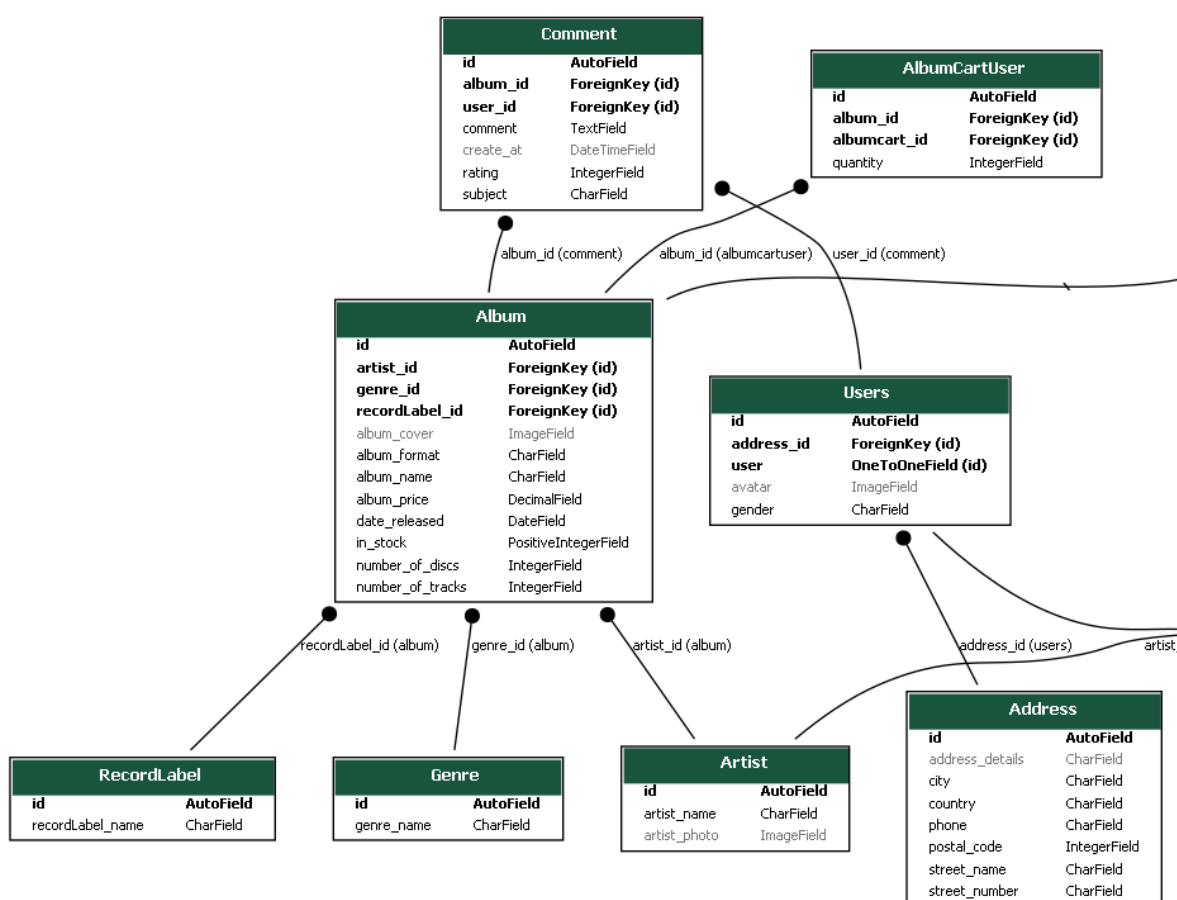 Comment
id AutoField
album_id ForeignKey (id)
user_id ForeignKey (id)
comment TextField
create_at DateTimeField
rating IntegerField
subject CharField
AlbumCartUser
id AutoField
album_id ForeignKey (id)
albumcart_id ForeignKey (id)
quantity IntegerField
album_id (comment)
album_id (albumcartuser)
user_id (comment)
Album
id AutoField
artist_id ForeignKey (id)
genre_id ForeignKey (id)
recordLabel_id ForeignKey (id)
album_cover ImageField
album_format CharField
album_name CharField
album_price DecimalField
date_released DateField
in_stock PositiveIntegerField
number_of_discs IntegerField
number_of_tracks IntegerField
Users
id AutoField
address_id ForeignKey (id)
user OneToOneField (id)
avatar ImageField
gender CharField
recordLabel_id (album)
genre_id (album)
artist_id (album)
address_id (users)
artist_
RecordLabel
id AutoField
recordLabel_name CharField
Genre
id AutoField
genre_name CharField
Artist
id AutoField
artist_name CharField
artist_photo ImageField
Address
id AutoField
address_details CharField
city CharField
country CharField
phone CharField
postal_code IntegerField
street_name CharField
street_number CharField